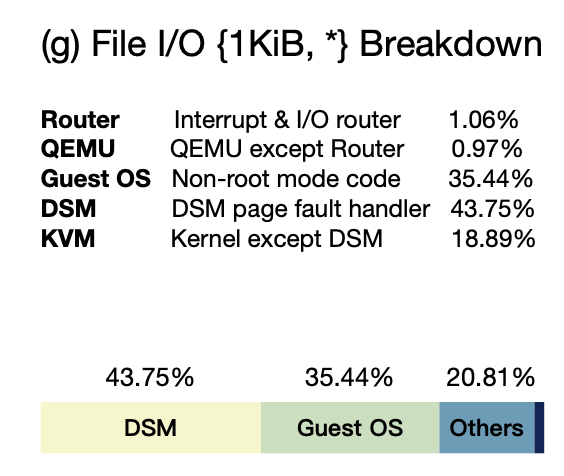 (g) File I/O {1KiB, *} Breakdown
Router Interrupt & I/O router 1.06%
QEMU QEMU except Router 0.97%
Guest OS Non-root mode code 35.44%
DSM DSM page fault handler 43.75%
KVM Kernel except DSM 18.89%
43.75% 35.44% 20.81%
DSM Guest OS Others